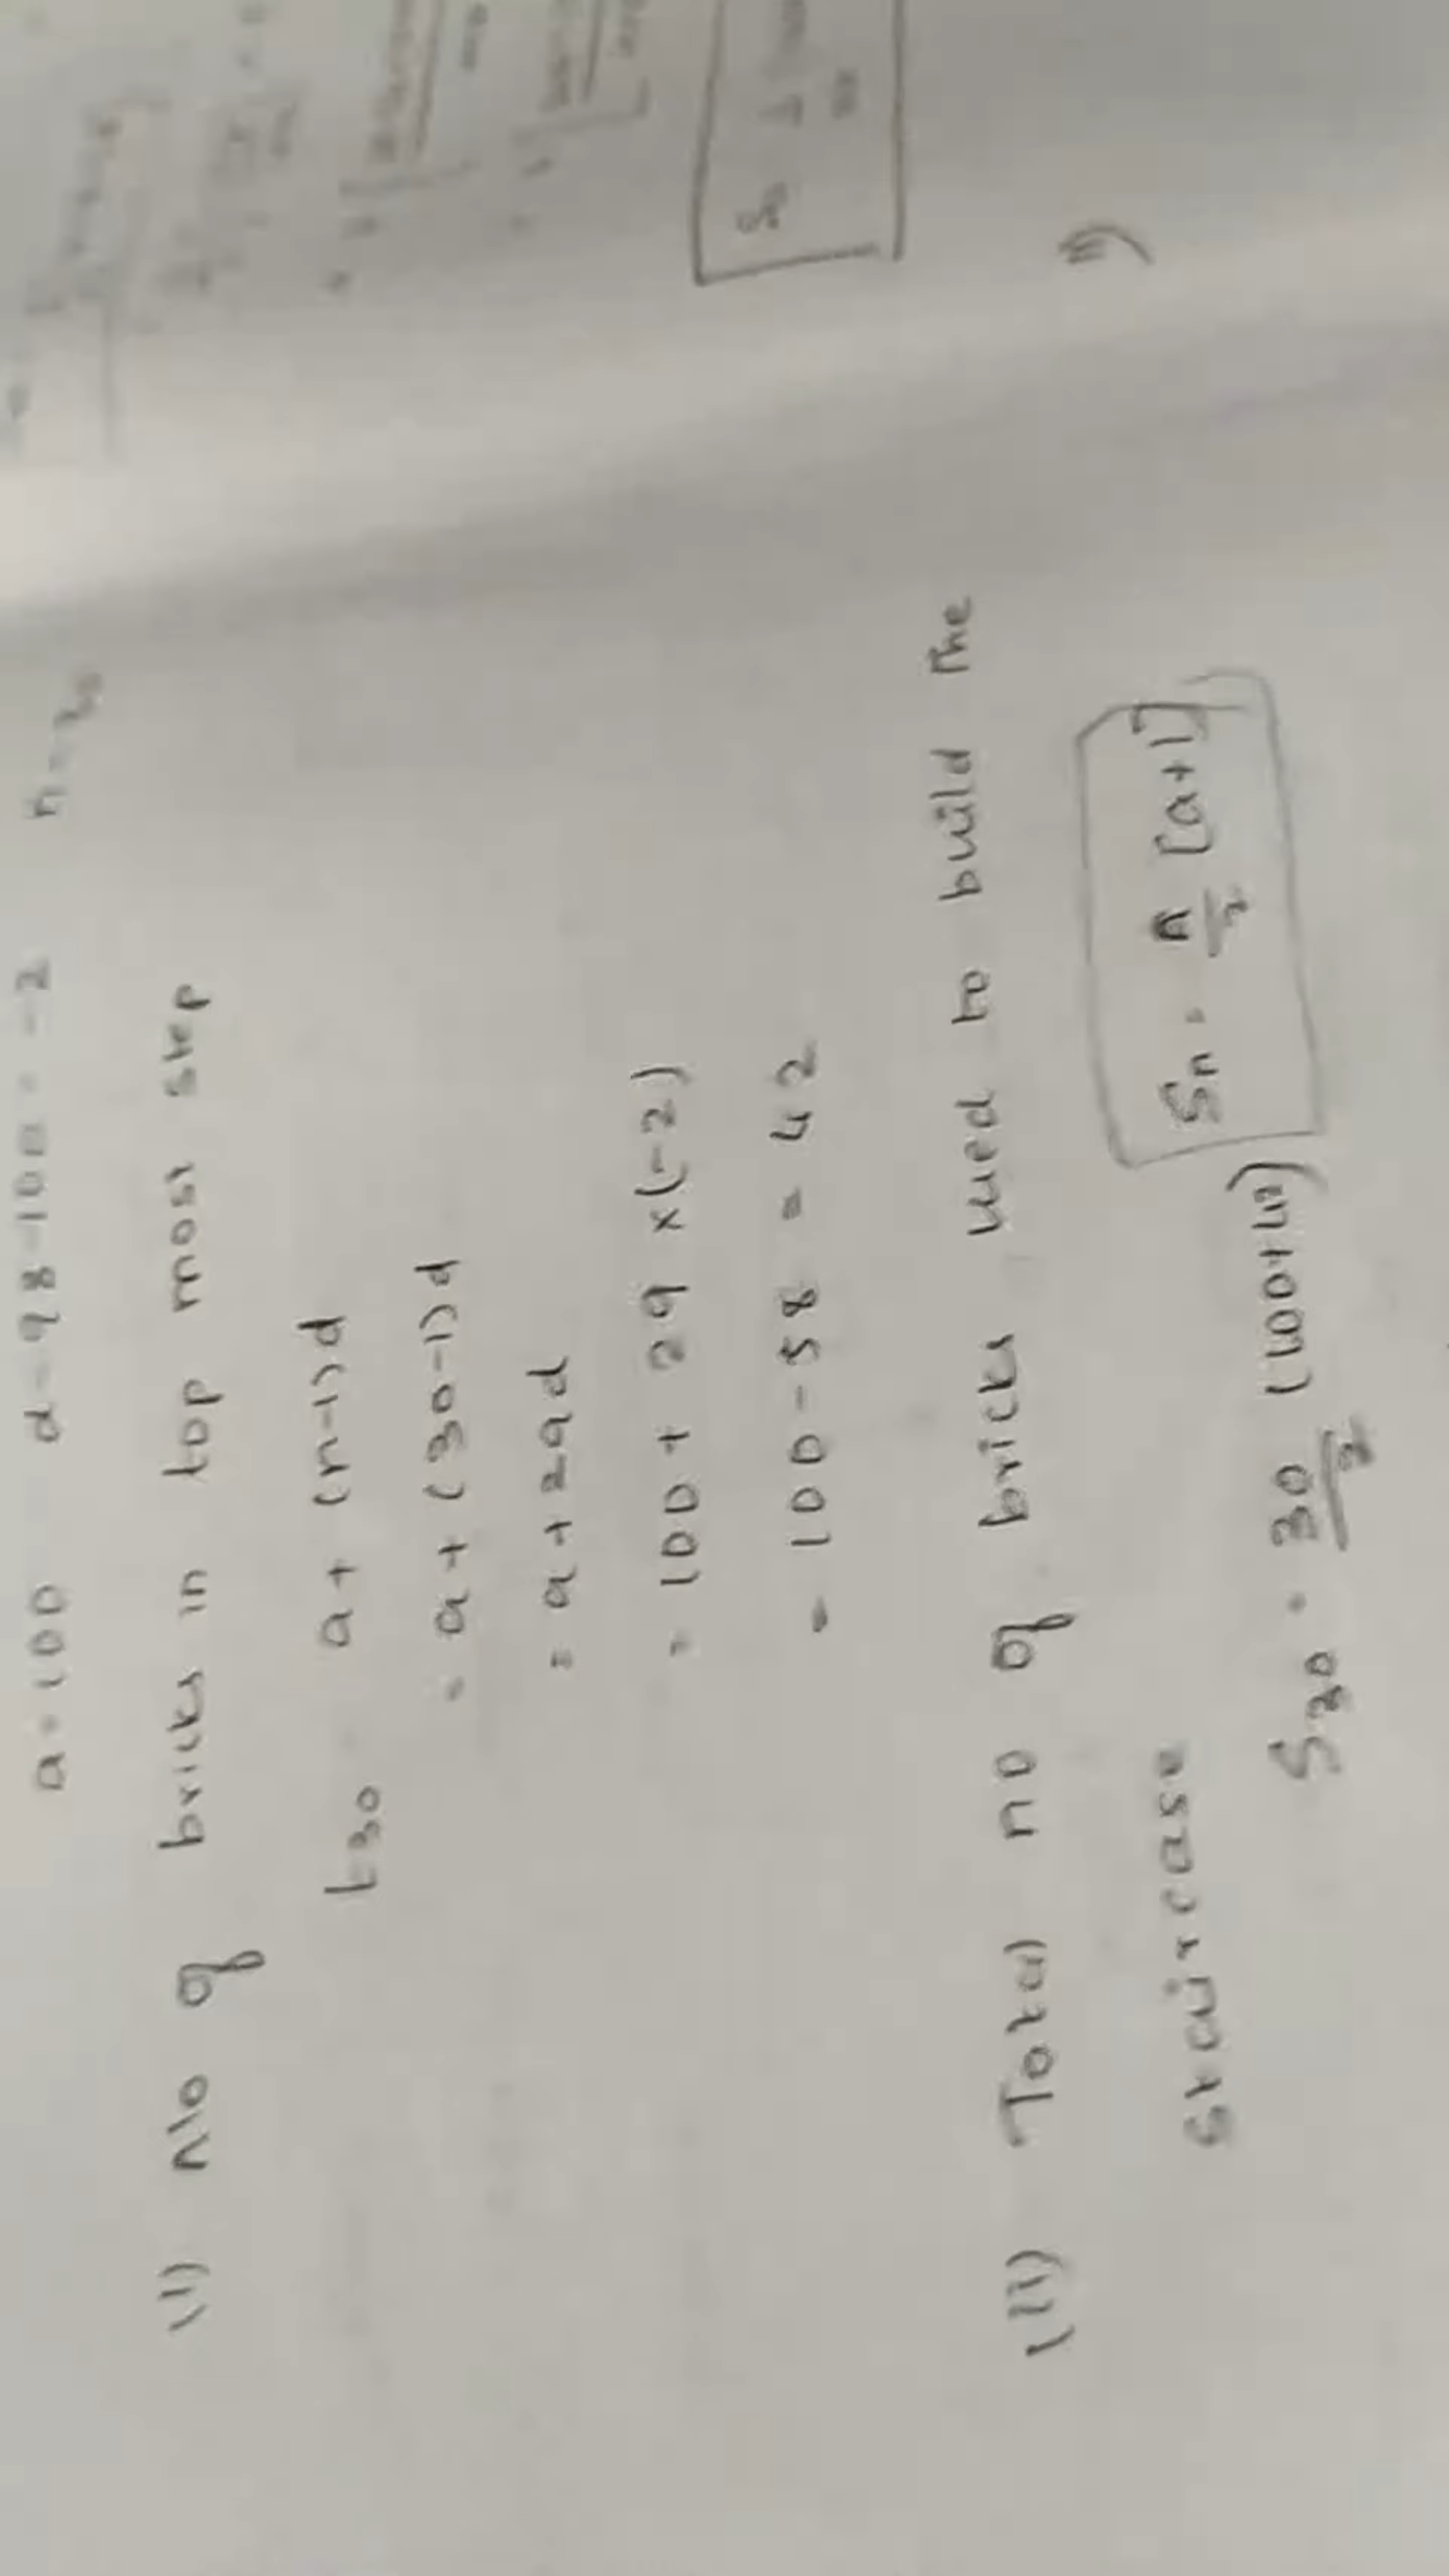 a = 100 d = 98-100 = -2 n = 30
(i) No of bricks in top most step
t30 a + (n-1)d
= a + (30-1)d
= a + 29d
= 100 + 29 x(-2)
= 100 - 58 = 42
(ii) Total no of bricks used to build the
staircase
Sn = n/2 [a+l]
S30 = 30/2 (100+42)
ii)